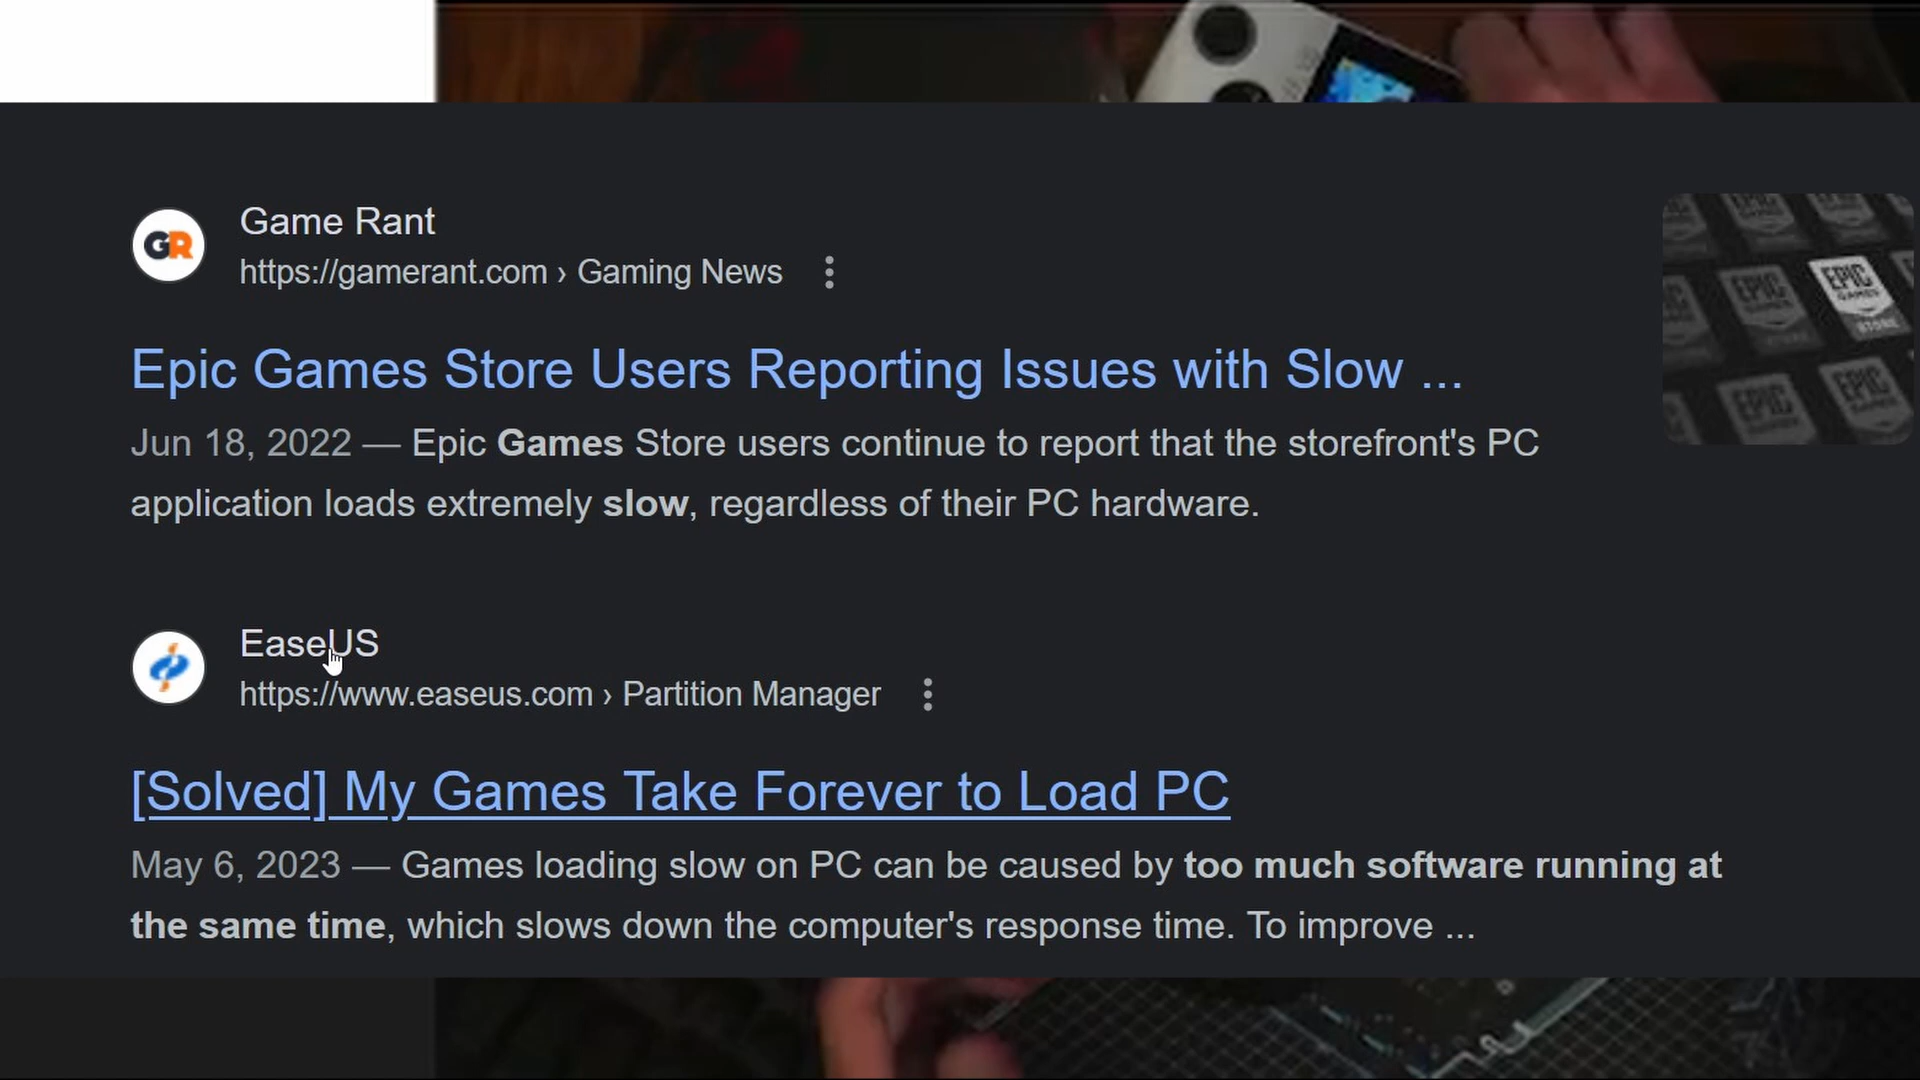 GR
Game Rant
https://gamerant.com › Gaming News
Epic Games Store Users Reporting Issues with Slow ...
Jun 18, 2022 — Epic Games Store users continue to report that the storefront's PC
application loads extremely slow, regardless of their PC hardware.
EPIC
GAMES
STORE
EaseUS
https://www.easeus.com › Partition Manager
[Solved] My Games Take Forever to Load PC
May 6, 2023 — Games loading slow on PC can be caused by too much software running at
the same time, which slows down the computer's response time. To improve ...